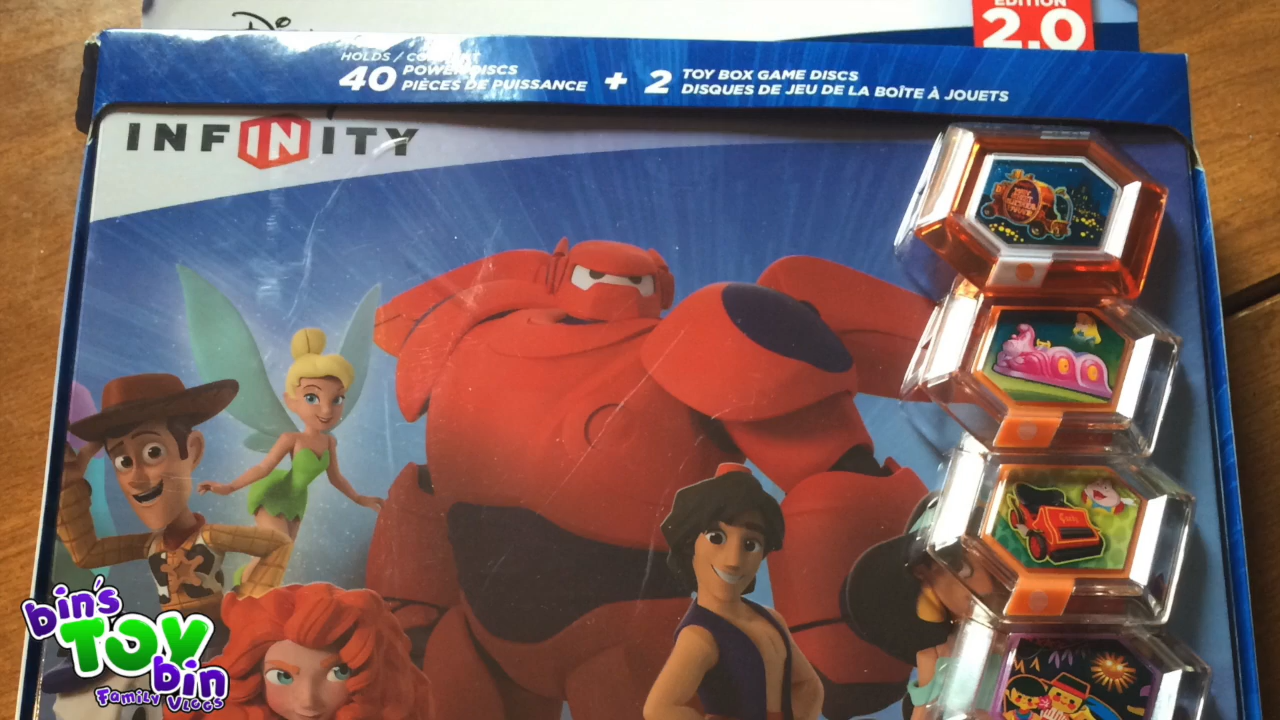 Disney
EDITION
2.0
HOLDS /
40 POWER DISCS + 2 TOY BOX GAME DISCS
PIÈCES DE PUISSANCE DISQUES DE JEU DE LA BOÎTE À JOUETS
INFINITY
bin's
TOY
bin
Family Vlogs